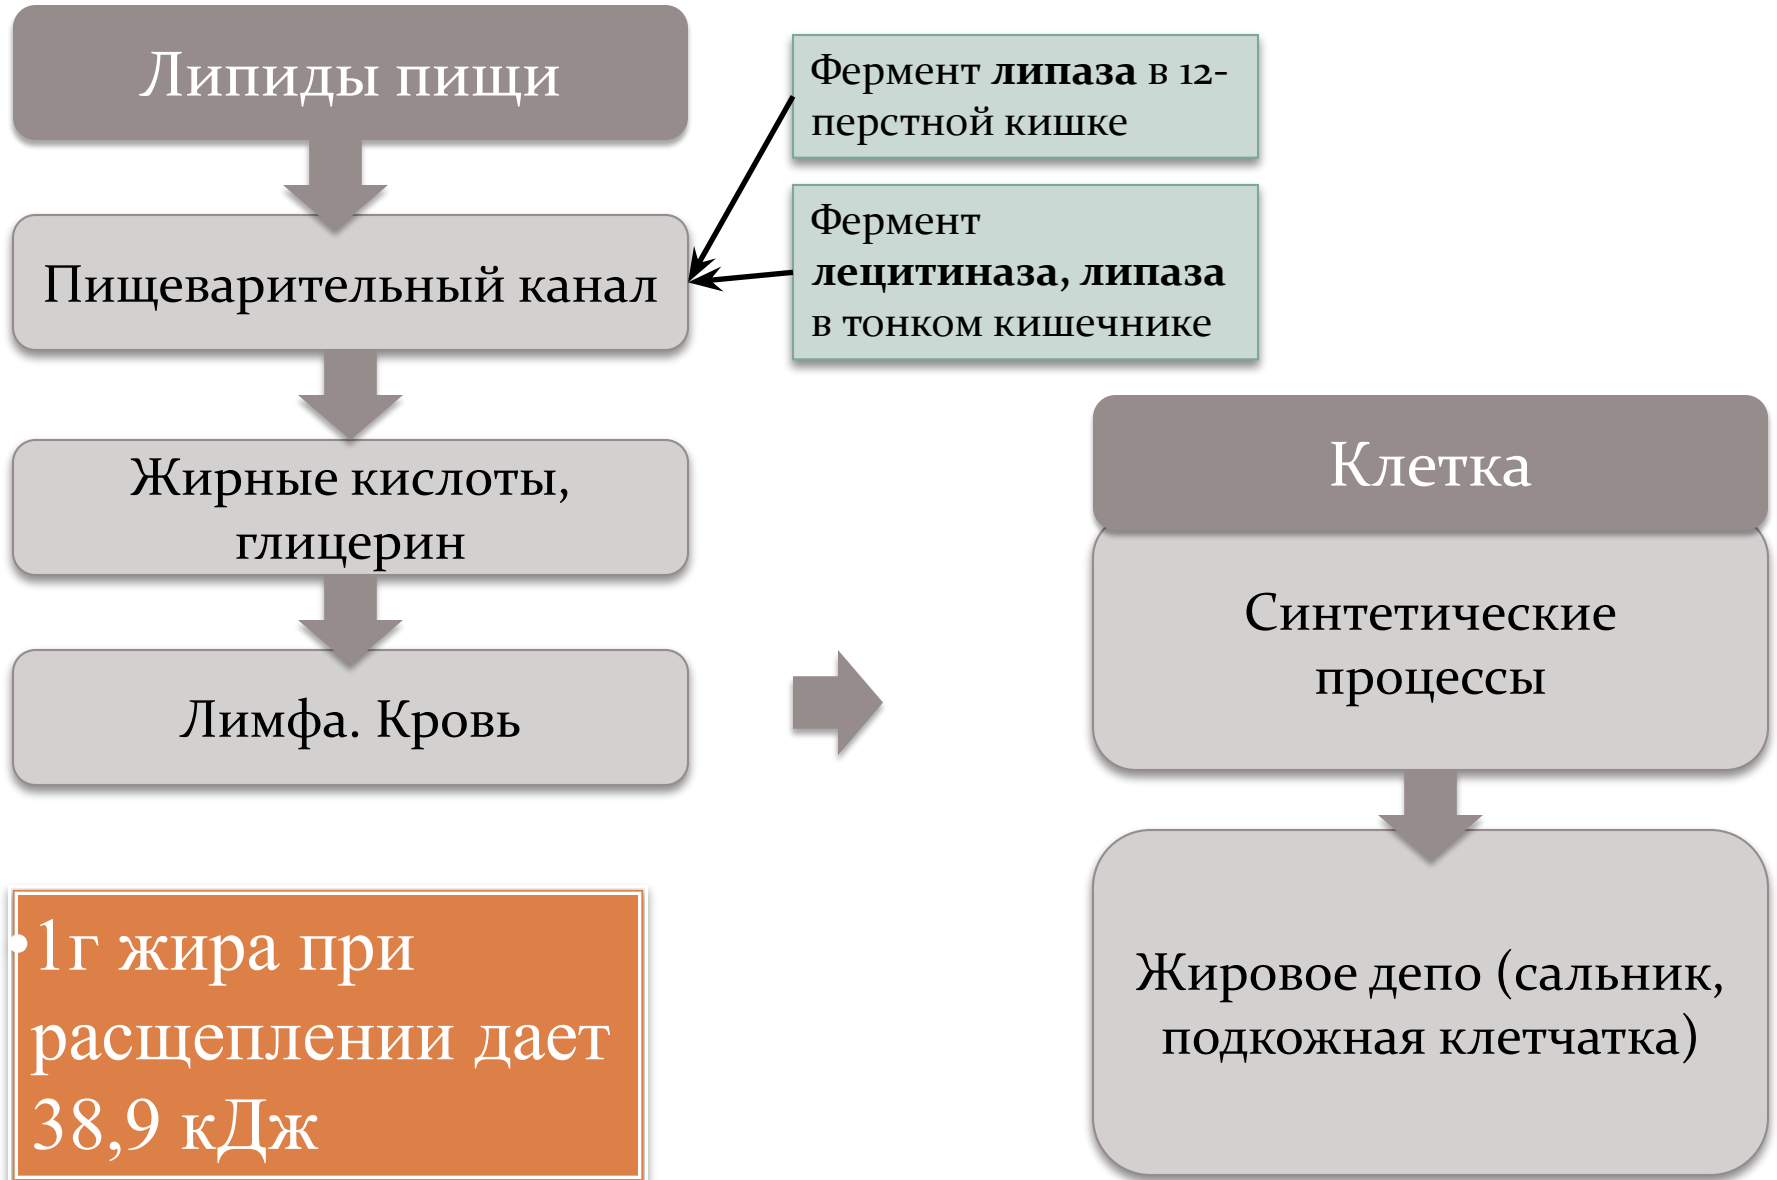 Липиды пищи
Фермент липаза в 12-
перстной кишке
Пищеварительный канал
Фермент
лецитиназа, липаза
в тонком кишечнике
Жирные кислоты,
глицерин
Лимфа. Кровь
Клетка
Синтетические
процессы
Жировое депо (сальник,
подкожная клетчатка)
•1г жира при
расщеплении дает
38,9 кДж